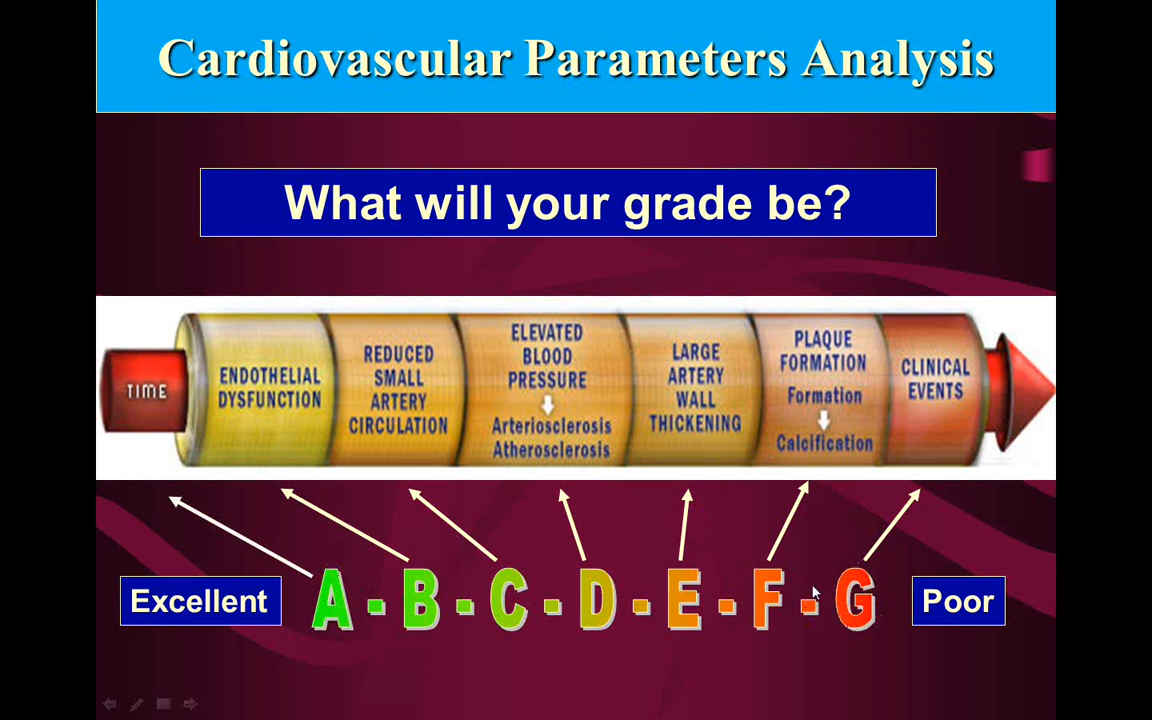 Cardiovascular Parameters Analysis
What will your grade be?
TIME
ENDOTHELIAL
DYSFUNCTION
REDUCED
SMALL
ARTERY
CIRCULATION
ELEVATED
BLOOD
PRESSURE
Arteriosclerosis
Atherosclerosis
LARGE
ARTERY
WALL
THICKENING
PLAQUE
FORMATION
Formation
Calcification
CLINICAL
EVENTS
Excellent
A - B - C - D - E - F - G
Poor